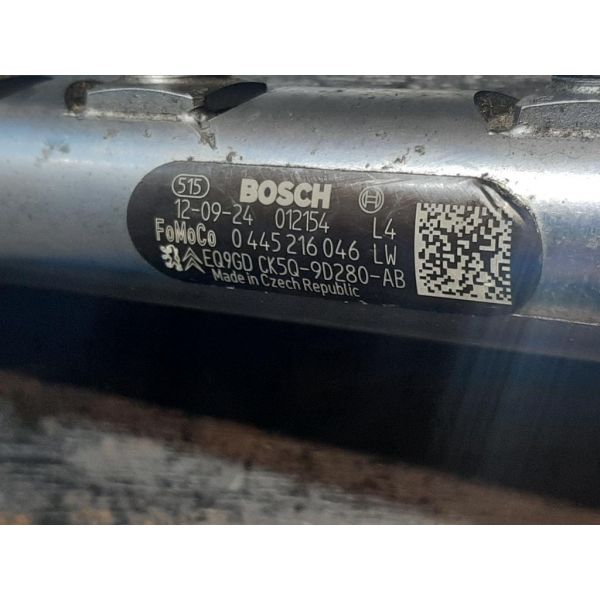 515 BOSCH
12-09-24 012154 L4
FoMoCo 0 445 216 046 LW
EQ9GD CK5Q-9D280-AB
Made in Czech Republic